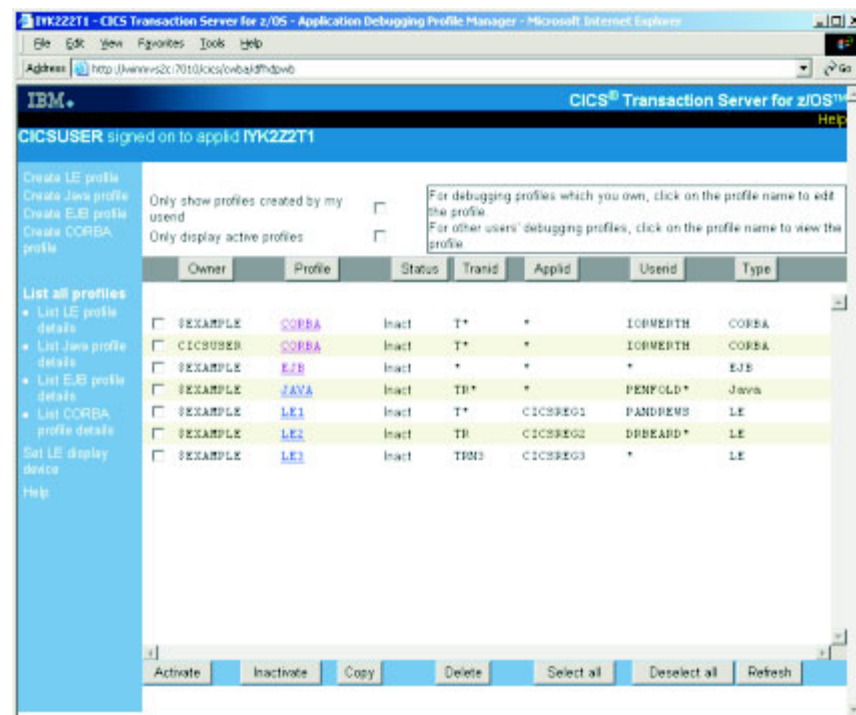 IYK2Z2T1 - CICS Transaction Server for z/OS - Application Debugging Profile Manager - Microsoft Internet Explorer
File Edit View Favorites Tools Help
Address Go
IBM
CICS® Transaction Server for z/OS™
Help
CICSUSER signed on to applid IYK2Z2T1
Create LE profile
Create Java profile
Create EJB profile
Create CORBA
profile
List all profiles
• List LE profile
details
• List Java profile
details
• List EJB profile
details
• List CORBA
profile details
Set LE display
device
Help
Only show profiles created by my
userid
Only display active profiles
For debugging profiles which you own, click on the profile name to edit
the profile.
For other users' debugging profiles, click on the profile name to view the
profile.
Owner Profile Status Tranid Applid Userid Type
$EXAMPLE CORBA Inact T* * IORWERTH CORBA
CICSUSER CORBA Inact T* * IORWERTH CORBA
$EXAMPLE EJB Inact * * * EJB
$EXAMPLE JAVA Inact TR* * PENFOLD* Java
$EXAMPLE LE1 Inact T* CICSREG1 PANDREWS LE
$EXAMPLE LE2 Inact TR CICSREG2 DRBEARD* LE
$EXAMPLE LE3 Inact TRN3 CICSREG3 * LE
Activate Inactivate Copy Delete Select all Deselect all Refresh